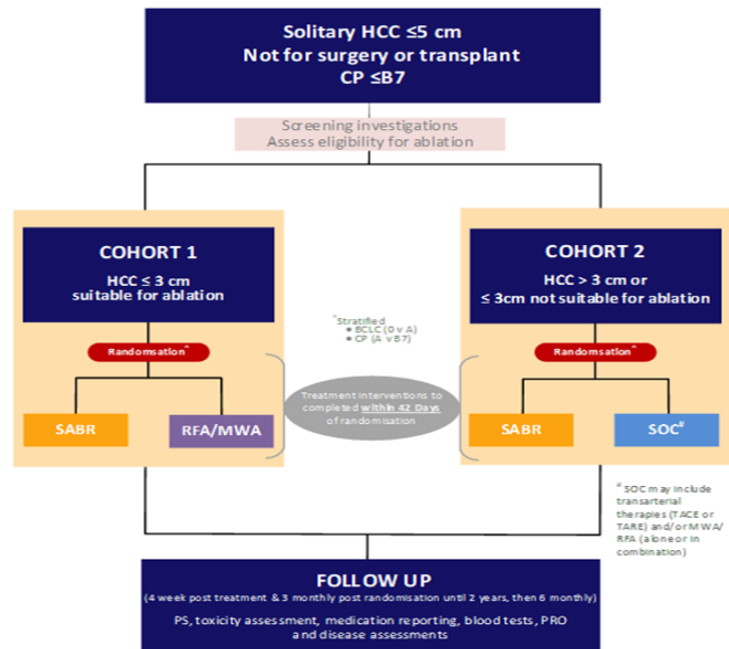 Solitary HCC ≤5 cm
Not for surgery or transplant
CP ≤B7
Screening investigations
Assess eligibility for ablation
COHORT 1
HCC ≤ 3 cm
suitable for ablation
COHORT 2
HCC > 3 cm or
≤ 3cm not suitable for ablation
^Stratified
• BCLC (0 v A)
• CP (A v B7)
Randomsation^
Randomsation^
Treatment interventions to
completed within 42 Days
of randomisation
SABR
RFA/MWA
SABR
SOC#
# SOC may include
transarterial
therapies (TACE or
TARE) and/or MWA/
RFA (alone or in
combination)
FOLLOW UP
(4 week post treatment & 3 monthly post randomisation until 2 years, then 6 monthly)
PS, toxicity assessment, medication reporting, blood tests, PRO
and disease assessments